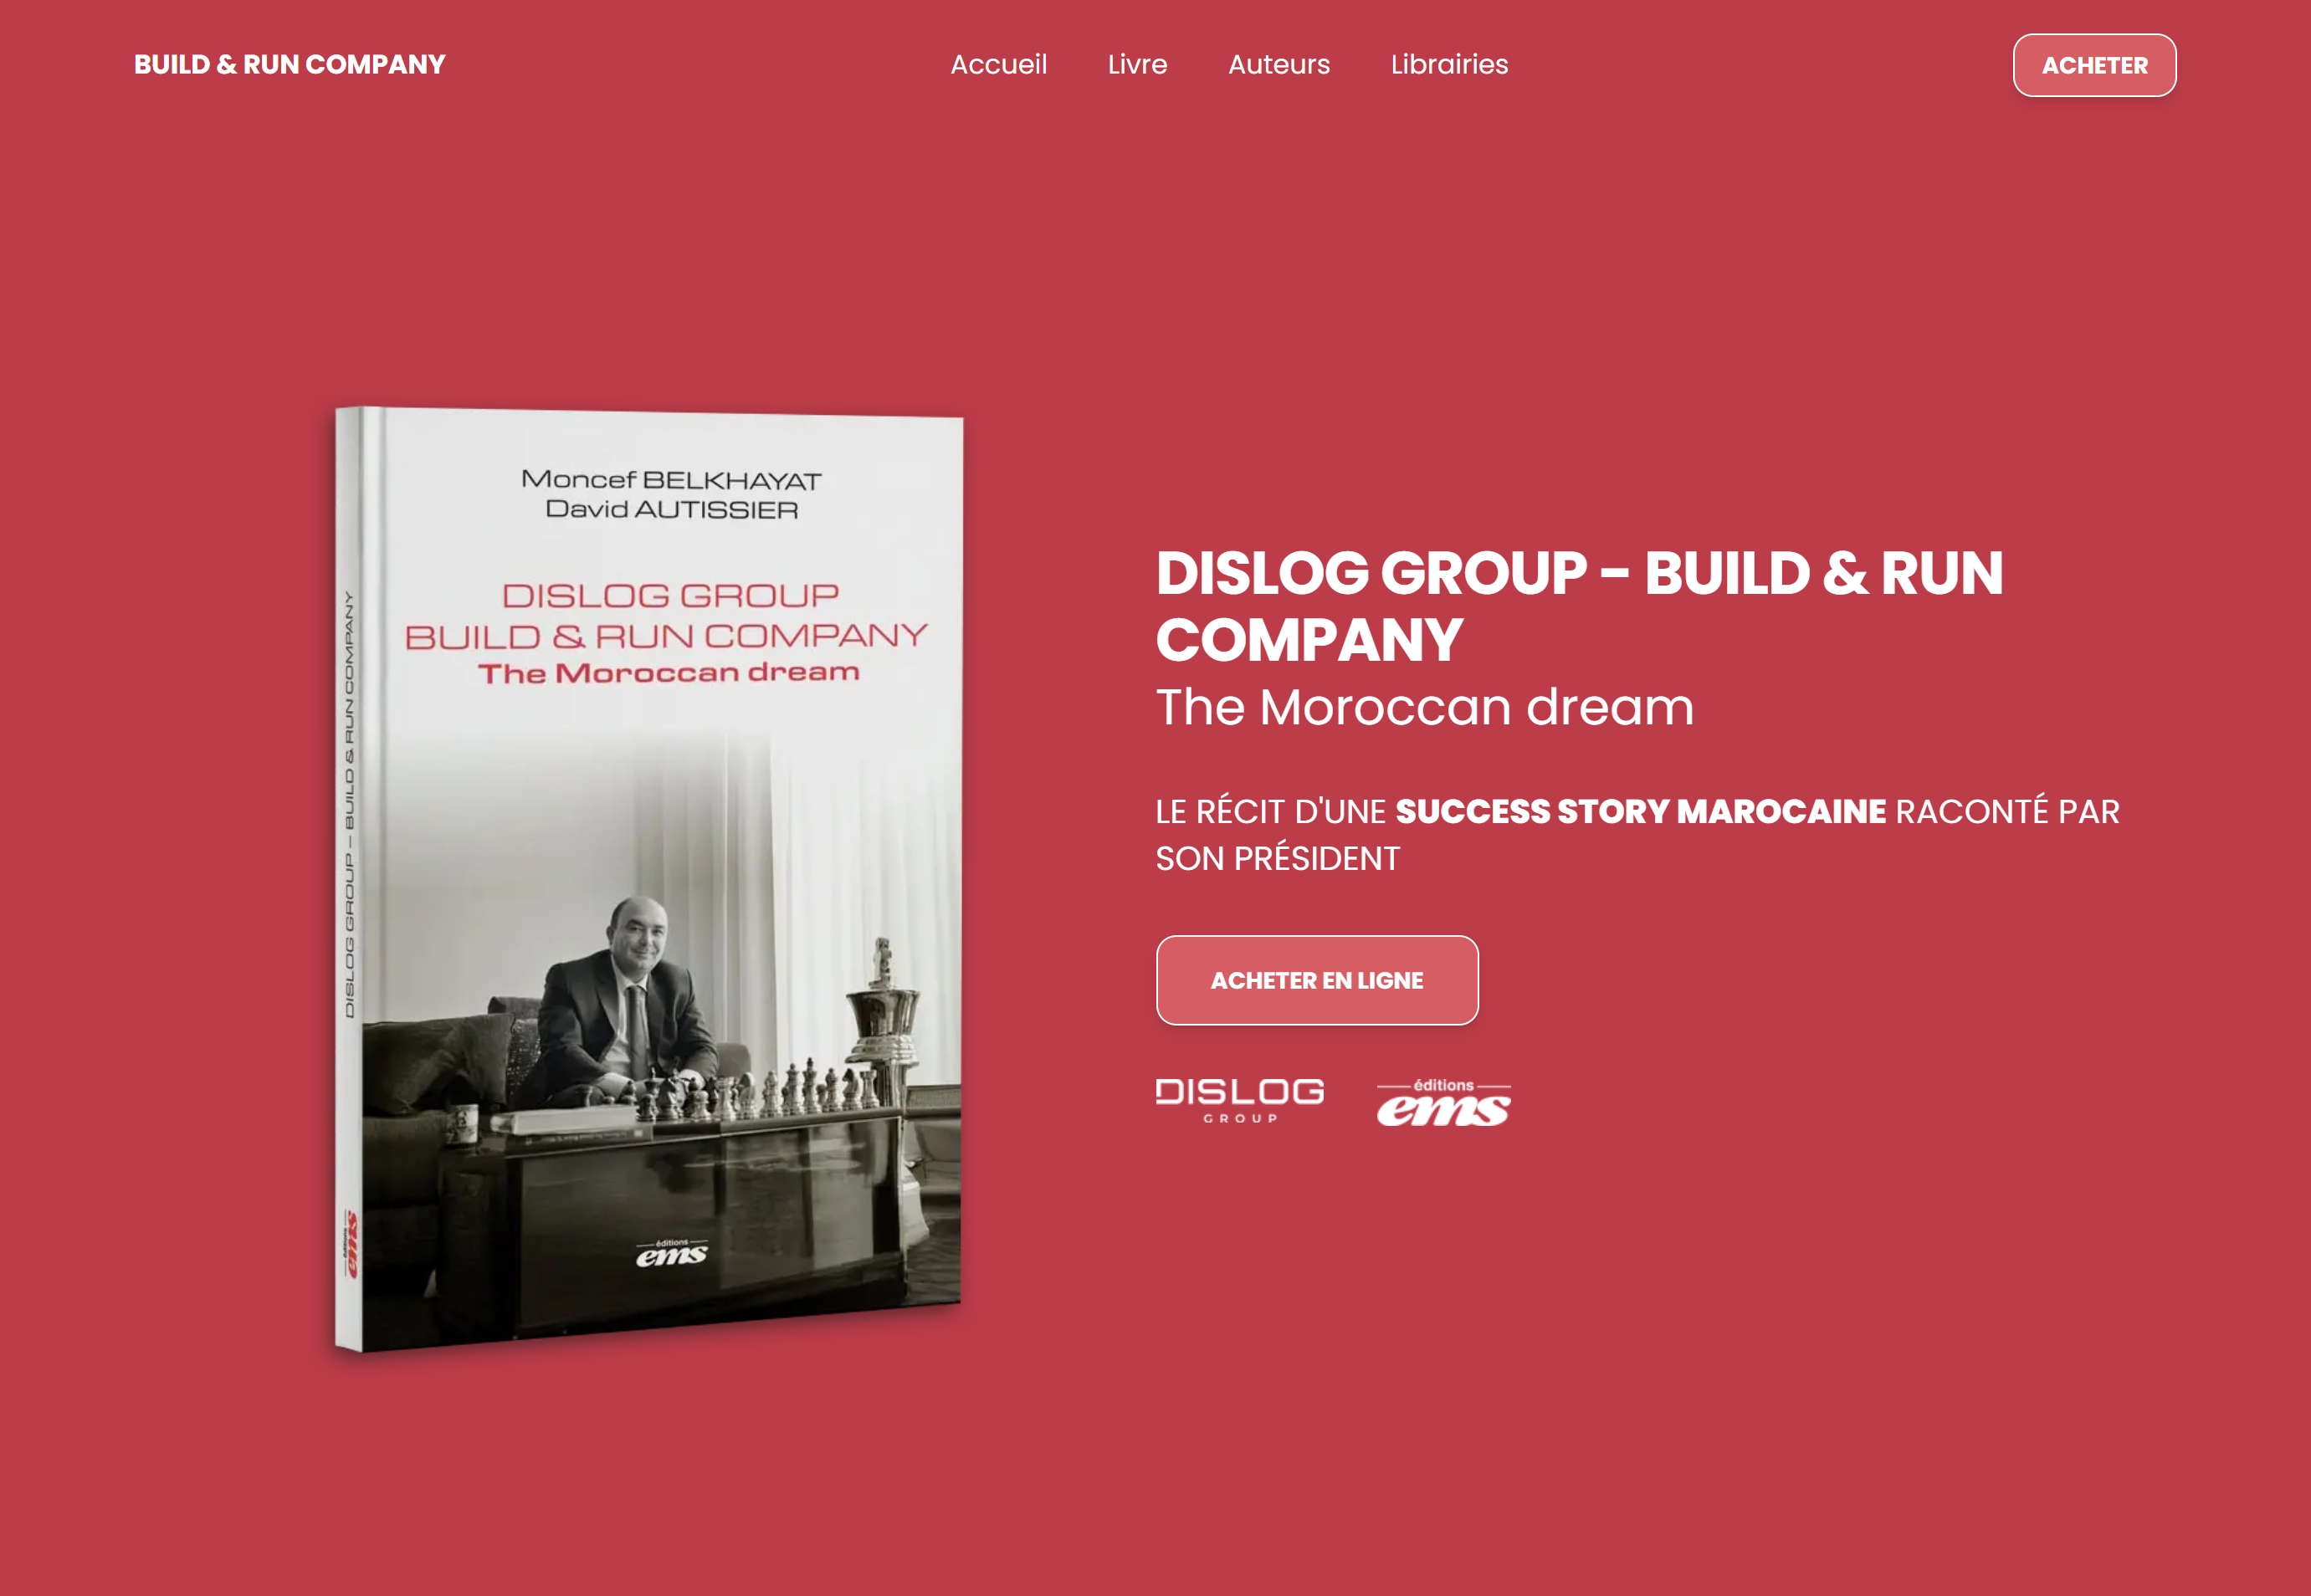 BUILD & RUN COMPANY
Accueil
Livre
Auteurs
Librairies
ACHETER
Moncef BELKHAYAT
David AUTISSIER
DISLOG GROUP
BUILD & RUN COMPANY
The Moroccan dream
DISLOG GROUP – BUILD & RUN COMPANY
éditions
ems
éditions
ems
DISLOG GROUP – BUILD & RUN
COMPANY
The Moroccan dream
LE RÉCIT D'UNE SUCCESS STORY MAROCAINE RACONTÉ PAR
SON PRÉSIDENT
ACHETER EN LIGNE
DISLOG
GROUP
éditions
ems